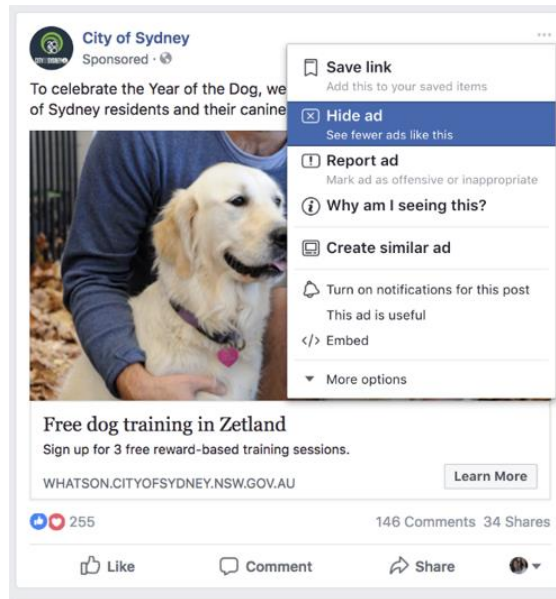 City of Sydney
Sponsored ·
To celebrate the Year of the Dog, we
of Sydney residents and their canine
Save link
Add this to your saved items
Hide ad
See fewer ads like this
Report ad
Mark ad as offensive or inappropriate
Why am I seeing this?
Create similar ad
Turn on notifications for this post
This ad is useful
</> Embed
More options
Free dog training in Zetland
Sign up for 3 free reward-based training sessions.
WHATSON.CITYOFSYDNEY.NSW.GOV.AU
Learn More
255
146 Comments 34 Shares
Like Comment Share